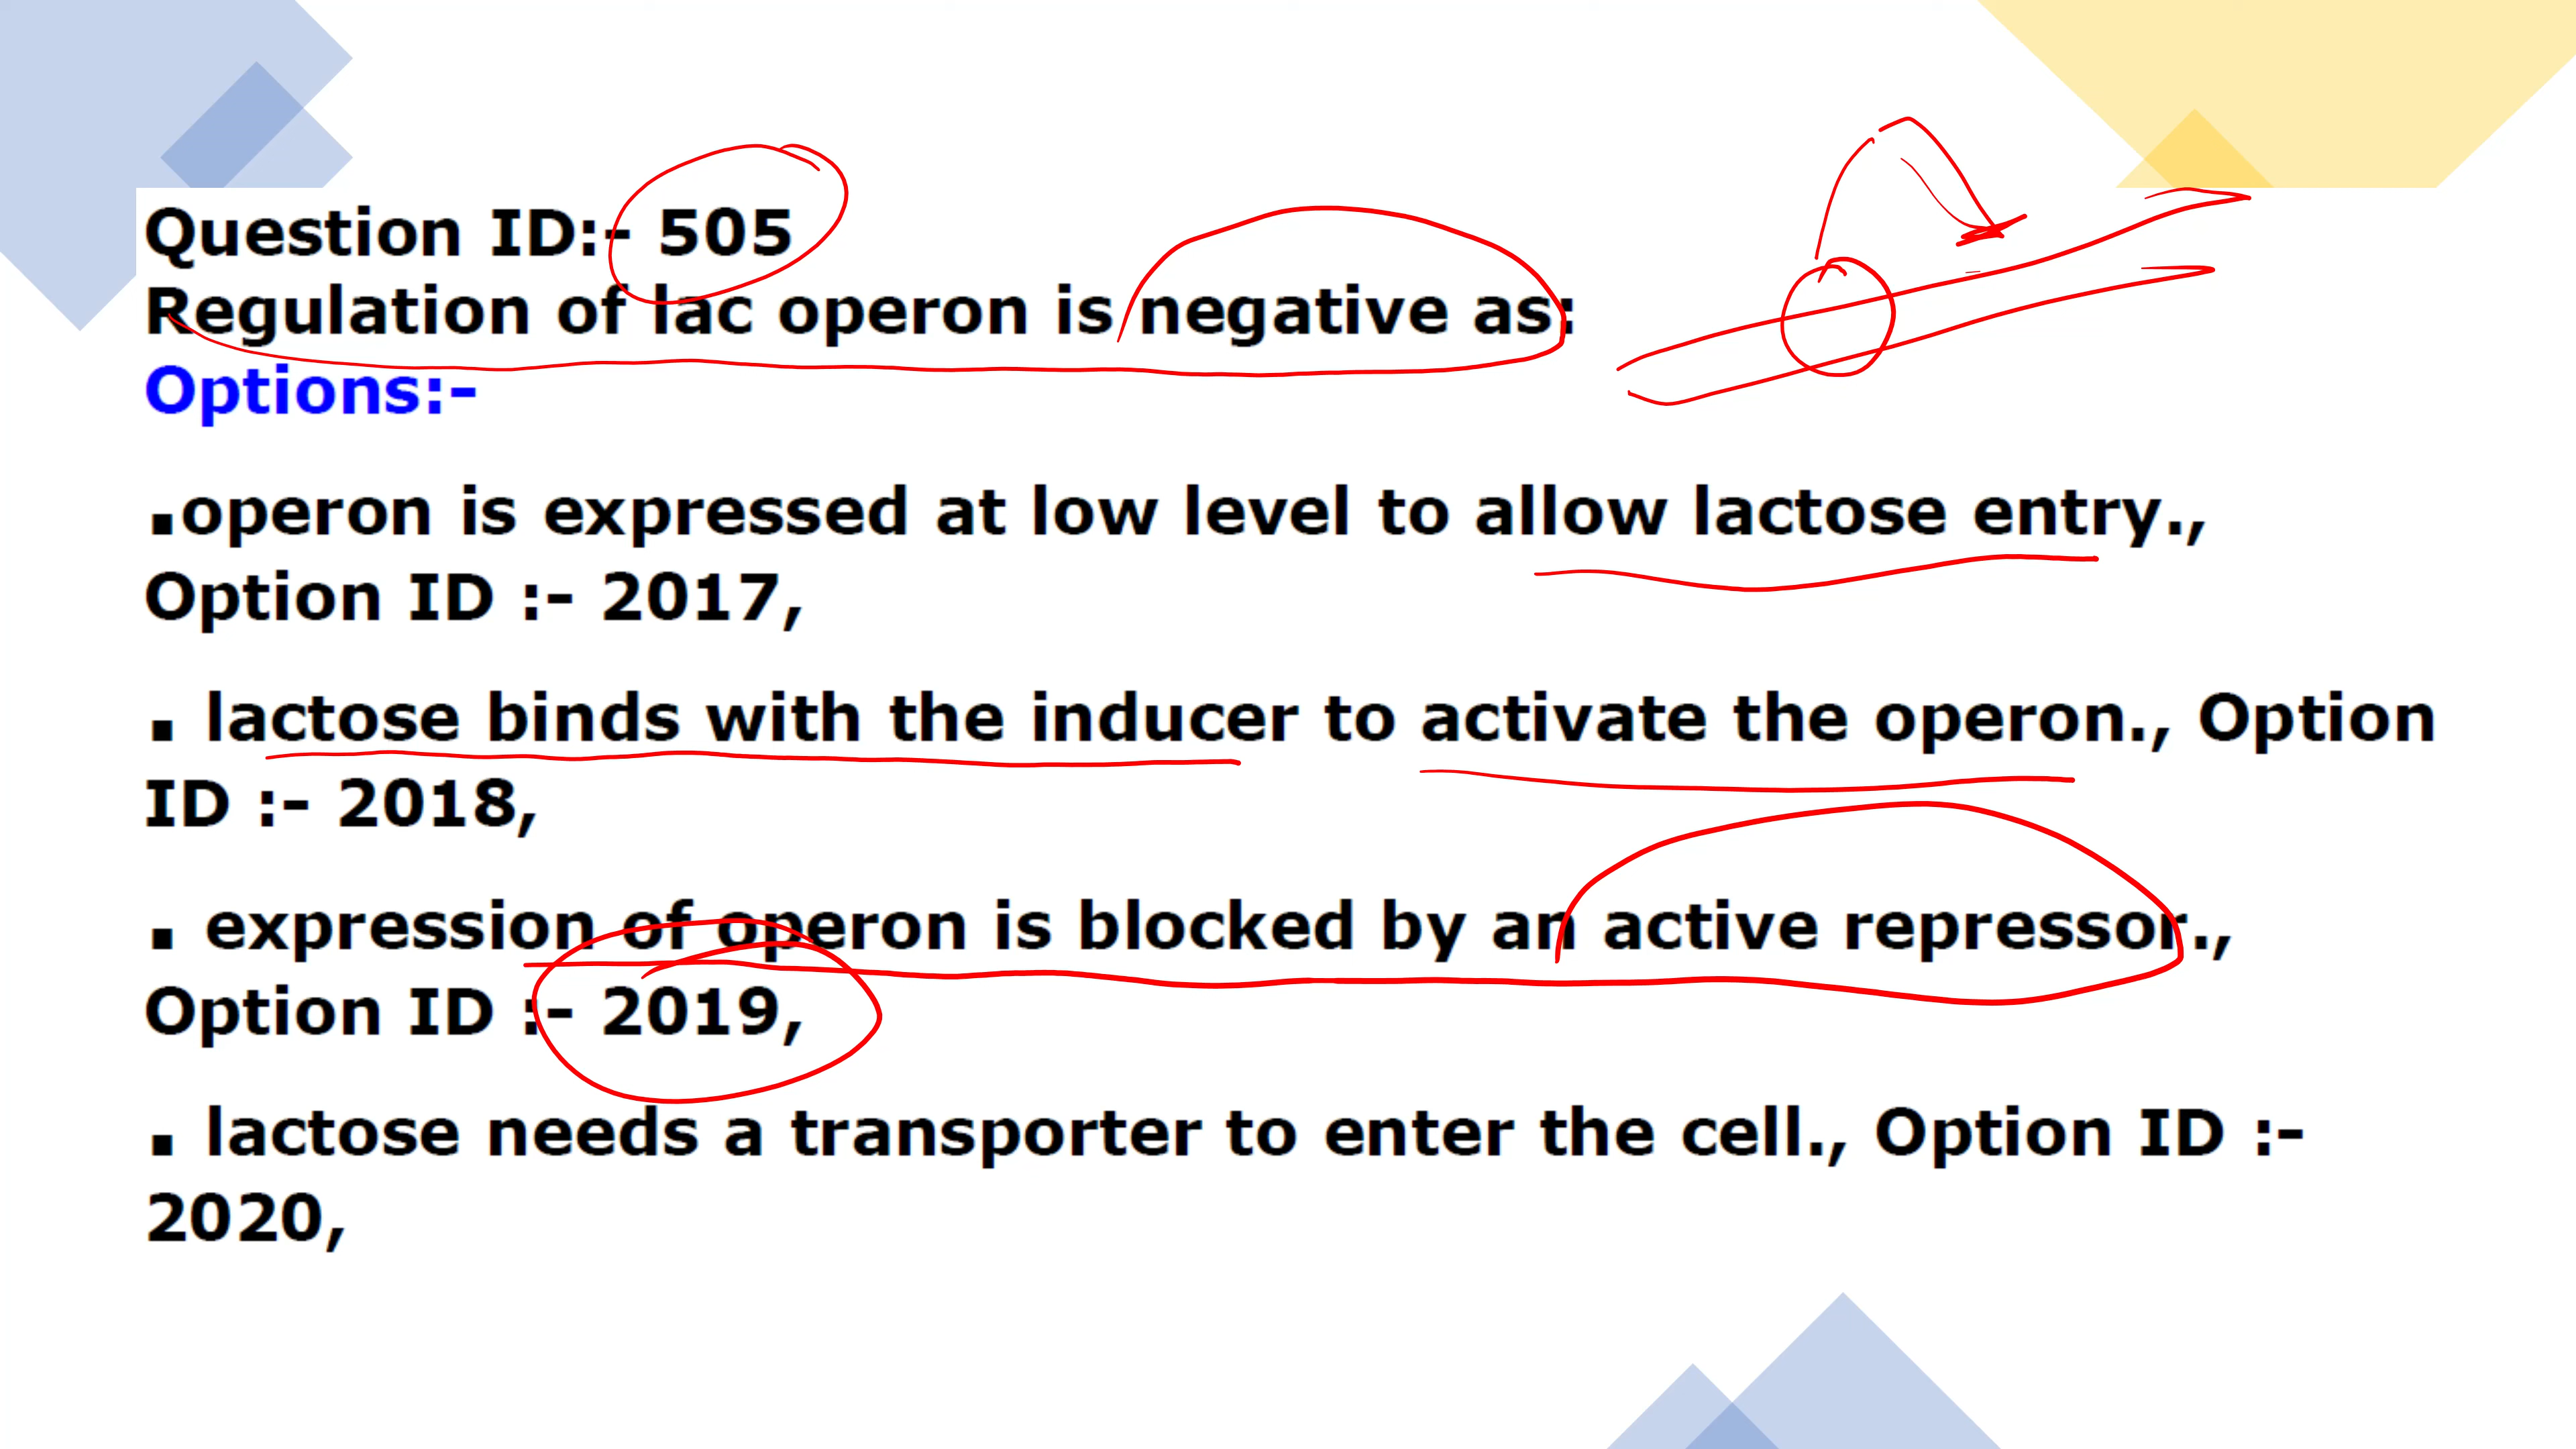 Question ID:- 505
Regulation of lac operon is negative as:
Options:-
▪operon is expressed at low level to allow lactose entry.,
Option ID :- 2017,
▪ lactose binds with the inducer to activate the operon., Option
ID :- 2018,
▪ expression of operon is blocked by an active repressor.,
Option ID :- 2019,
▪ lactose needs a transporter to enter the cell., Option ID :-
2020,